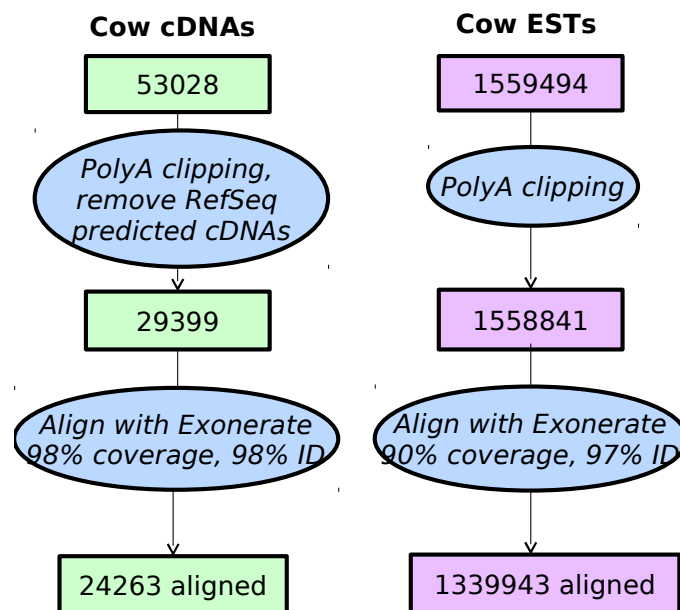 Cow cDNAs
53028
PolyA clipping,
remove RefSeq
predicted cDNAs
29399
Align with Exonerate
98% coverage, 98% ID
24263 aligned
Cow ESTs
1559494
PolyA clipping
1558841
Align with Exonerate
90% coverage, 97% ID
1339943 aligned